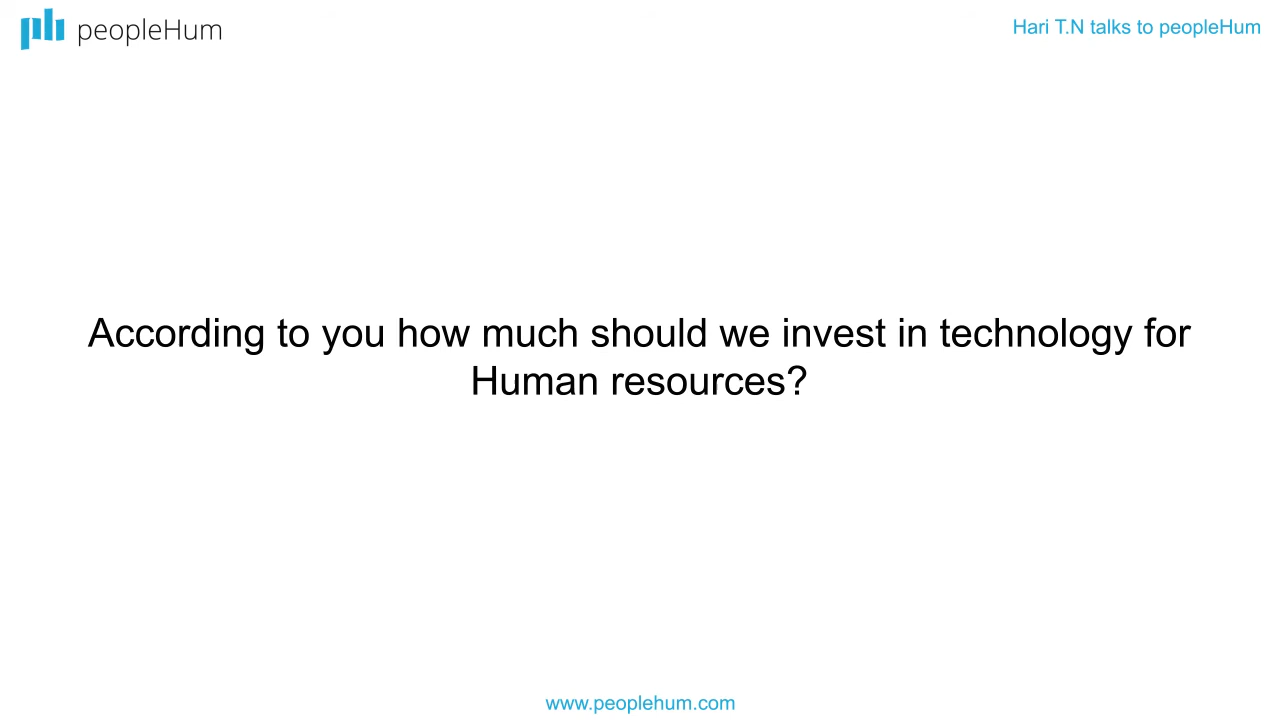 peopleHum
Hari T.N talks to peopleHum
According to you how much should we invest in technology for
Human resources?
www.peoplehum.com